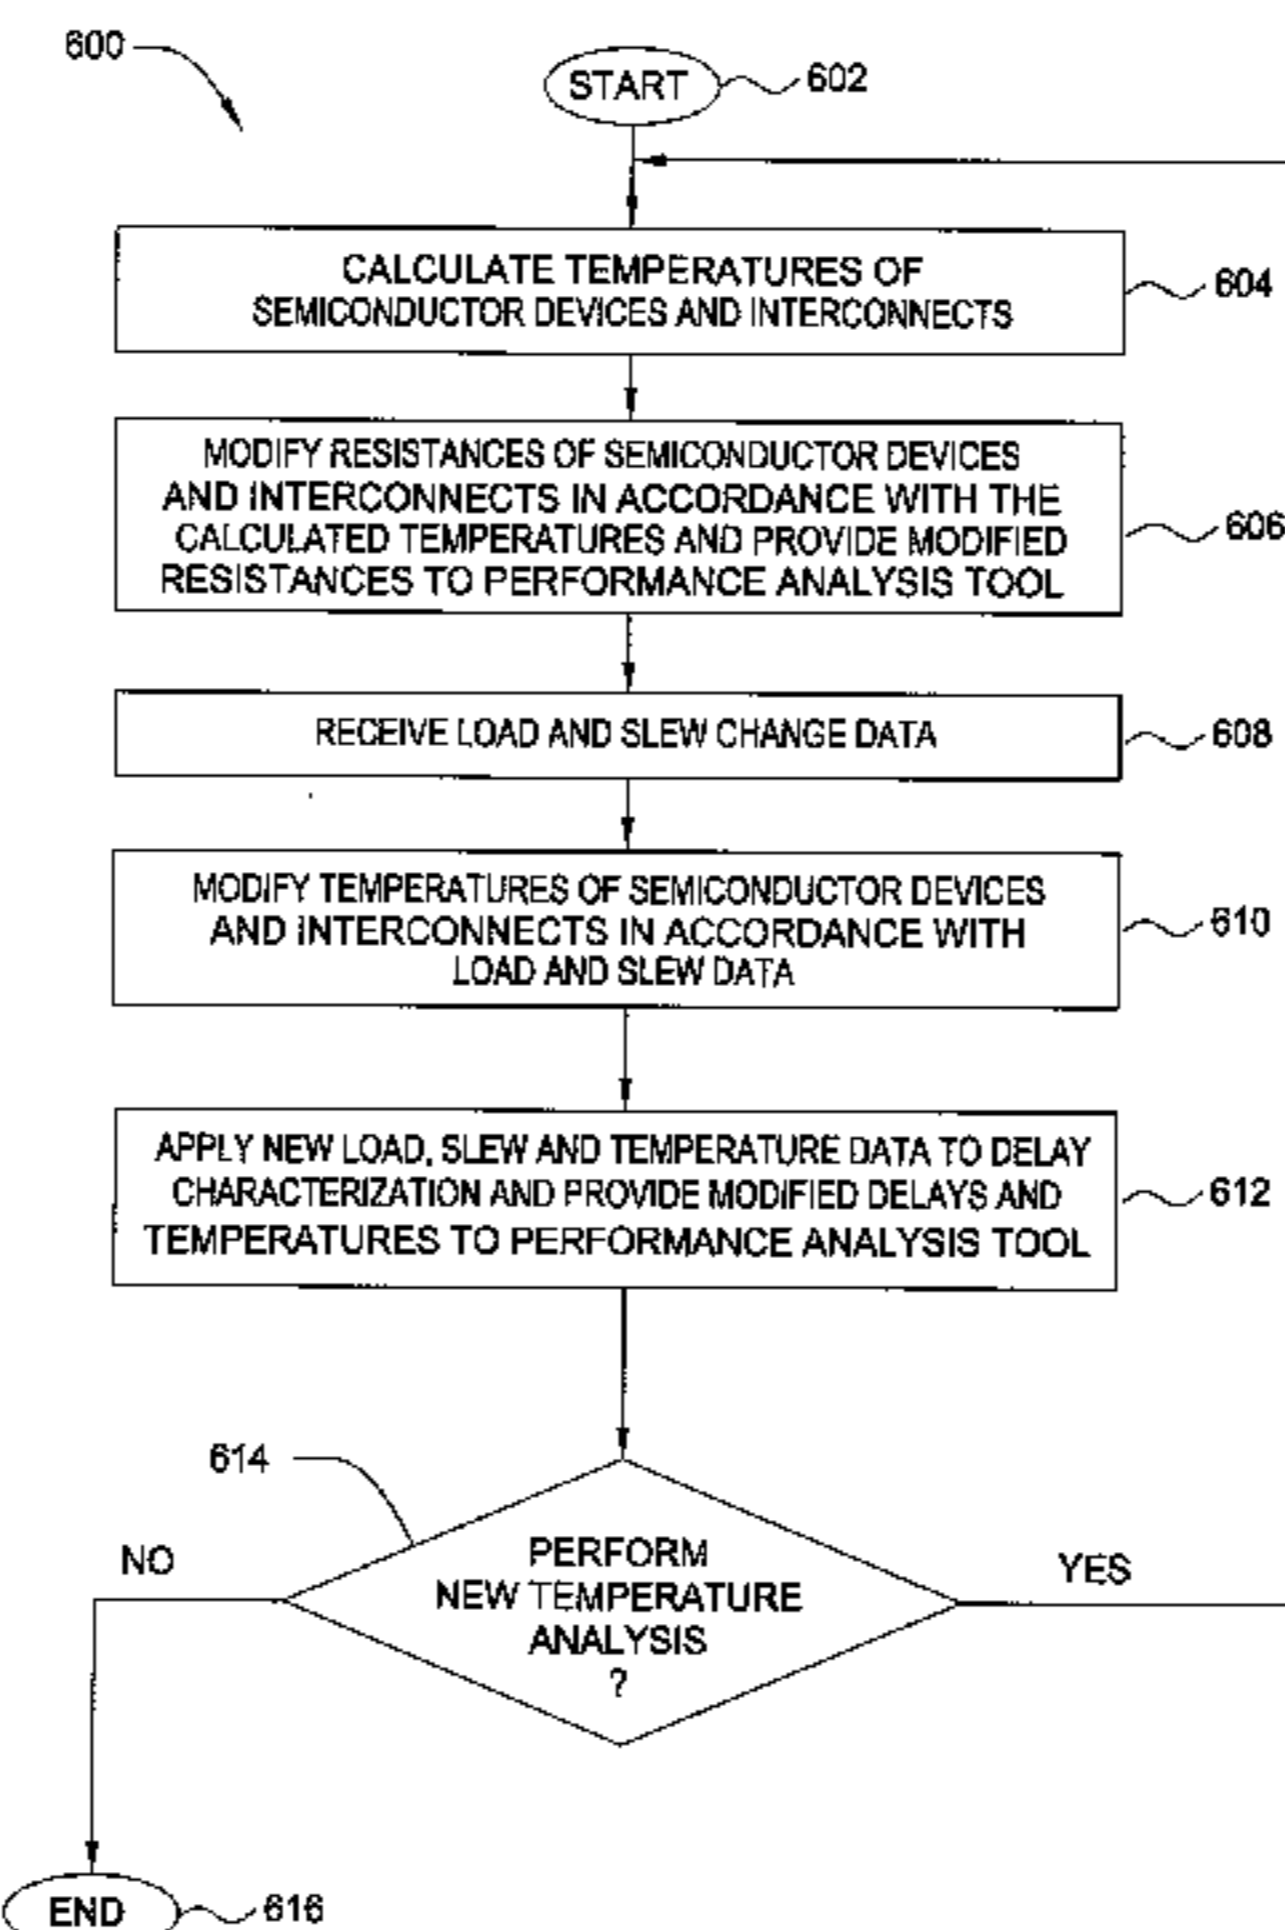 600
START
602
CALCULATE TEMPERATURES OF
SEMICONDUCTOR DEVICES AND INTERCONNECTS
604
MODIFY RESISTANCES OF SEMICONDUCTOR DEVICES
AND INTERCONNECTS IN ACCORDANCE WITH THE
CALCULATED TEMPERATURES AND PROVIDE MODIFIED
RESISTANCES TO PERFORMANCE ANALYSIS TOOL
606
RECEIVE LOAD AND SLEW CHANGE DATA
608
MODIFY TEMPERATURES OF SEMICONDUCTOR DEVICES
AND INTERCONNECTS IN ACCORDANCE WITH
LOAD AND SLEW DATA
610
APPLY NEW LOAD, SLEW AND TEMPERATURE DATA TO DELAY
CHARACTERIZATION AND PROVIDE MODIFIED DELAYS AND
TEMPERATURES TO PERFORMANCE ANALYSIS TOOL
612
614
NO
PERFORM
NEW TEMPERATURE
ANALYSIS
?
YES
END
616